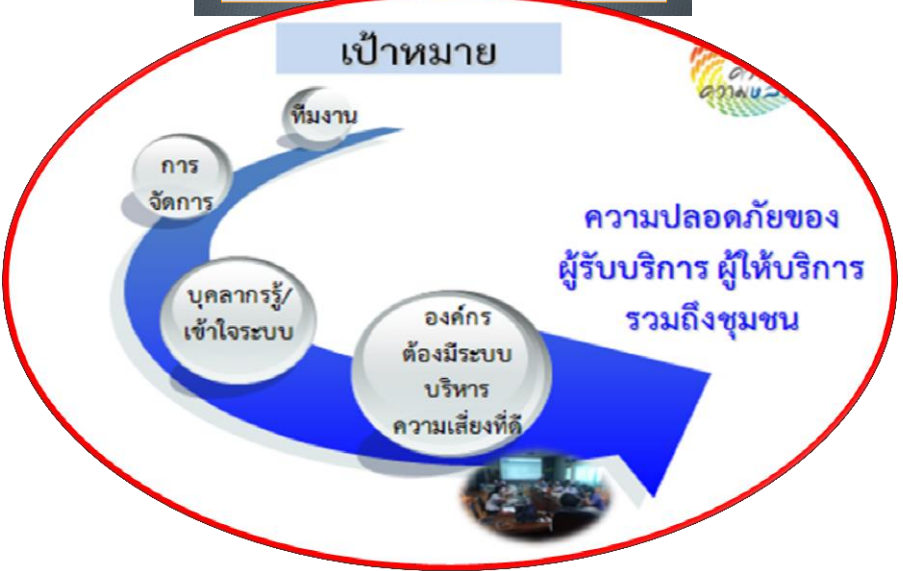 เป้าหมาย
ทีมงาน
การ
จัดการ
บุคลากรรู้/
เข้าใจระบบ
องค์กร
ต้องมีระบบ
บริหาร
ความเสี่ยงที่ดี
ความปลอดภัยของ
ผู้รับบริการ ผู้ให้บริการ
รวมถึงชุมชน